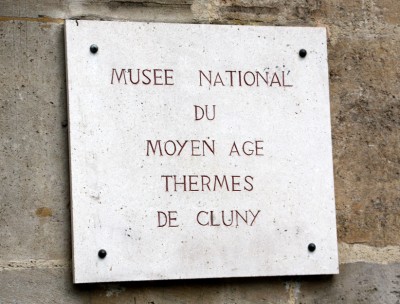 MUSEE NATIONAL
DU
MOYEN AGE
THERMES
DE CLUNY